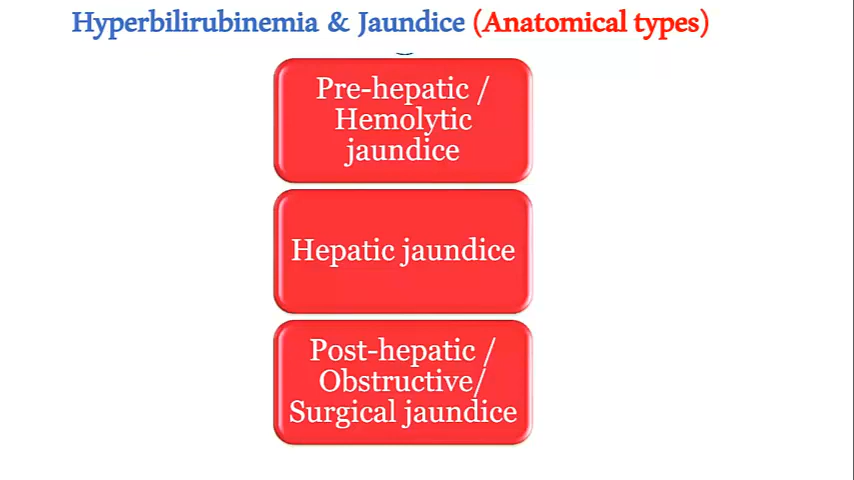 Hyperbilirubinemia & Jaundice (Anatomical types)
Pre-hepatic /
Hemolytic
jaundice
Hepatic jaundice
Post-hepatic /
Obstructive/
Surgical jaundice